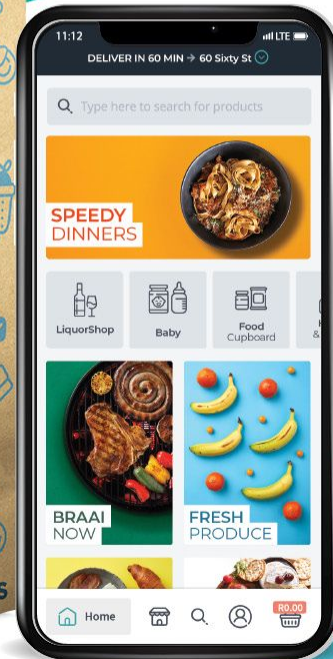 11:12
LTE
DELIVER IN 60 MIN → 60 Sixty St
Type here to search for products
SPEEDY
DINNERS
LiquorShop
Baby
Food
Cupboard
&
BRAAI
NOW
FRESH
PRODUCE
Home
R0.00
S